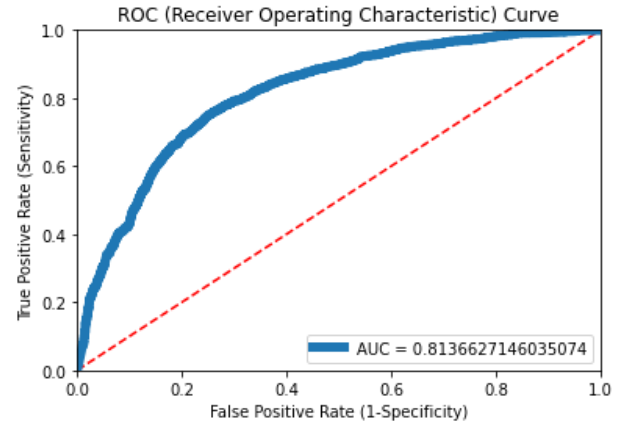 ROC (Receiver Operating Characteristic) Curve
1.0
0.8
0.6
0.4
0.2
0.0
True Positive Rate (Sensitivity)
AUC = 0.8136627146035074
0.0 0.2 0.4 0.6 0.8 1.0
False Positive Rate (1-Specificity)